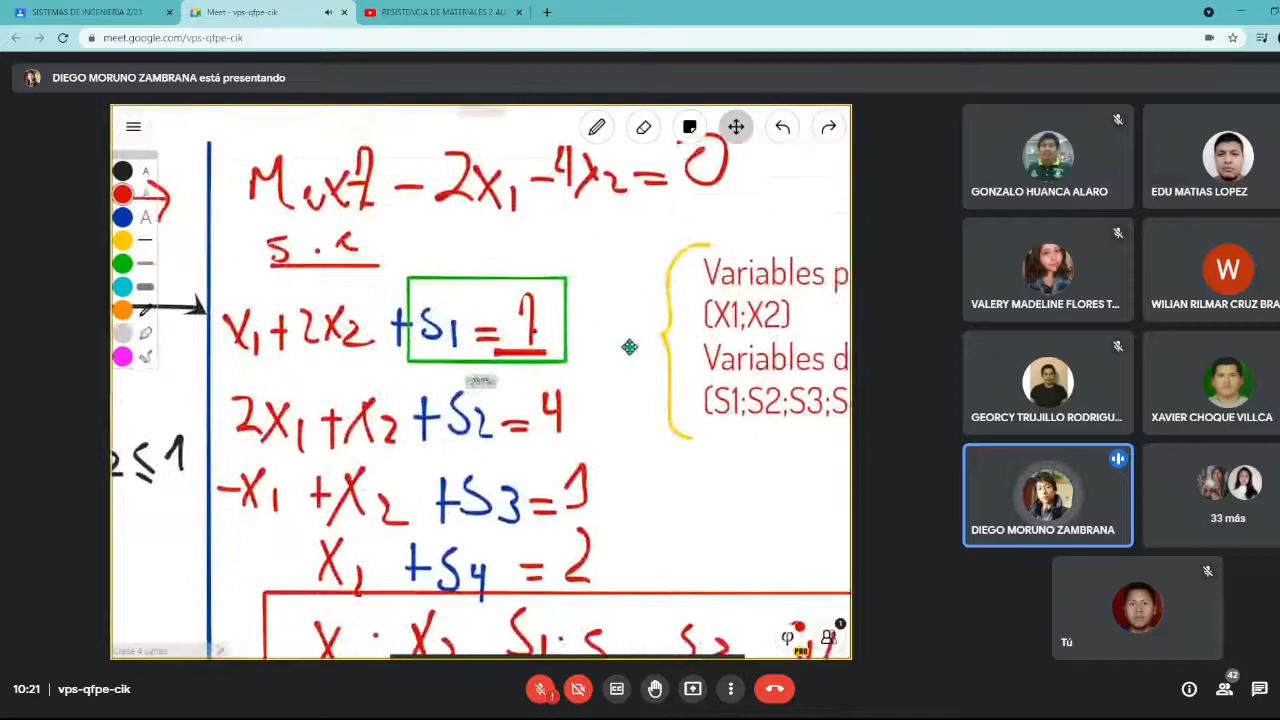 SISTEMAS DE INGENIERÍA 2/21
Meet - vps-qfpe-cik
RESISTENCIA DE MATERIALES 2 AU
meet.google.com/vps-qfpe-cik
DIEGO MORUNO ZAMBRANA está presentando
Max Z - 2X1 - 4X2 = 0
s.
X1 + 2X2 + S1 = 7
2X1 + X2 + S2 = 4
-X1 + X2 + S3 = 1
X1 + S4 = 2
Variables p
(X1;X2)
Variables d
(S1;S2;S3;S
GONZALO HUANCA ALARO
EDU MATIAS LOPEZ
VALERY MADELINE FLORES T...
W
WILIAN RILMAR CRUZ BRA
GEORCY TRUJILLO RODRIGU...
XAVIER CHOQUE VILLCA
DIEGO MORUNO ZAMBRANA
33 más
Tú
PRO
1
10:21
vps-qfpe-cik
42